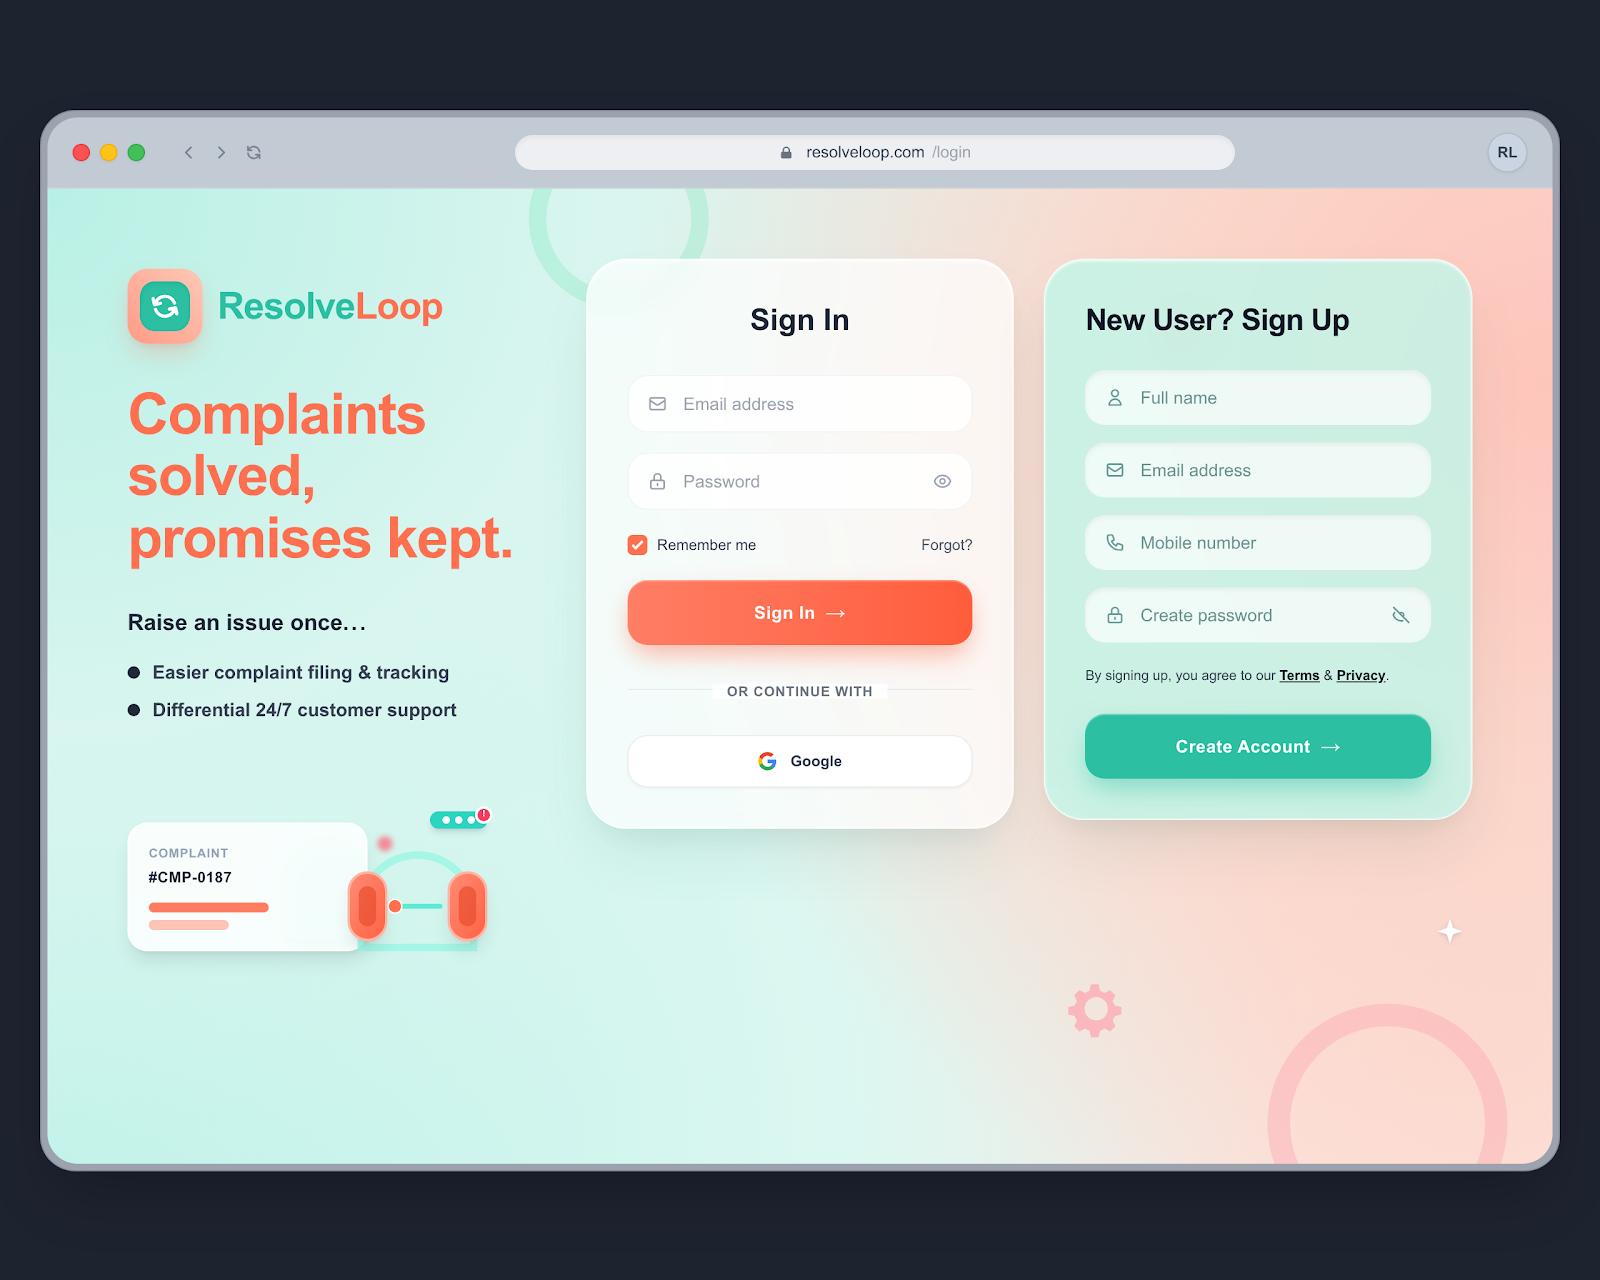 resolveloop.com /login
RL
ResolveLoop
Complaints
solved,
promises kept.
Raise an issue once...
Easier complaint filing & tracking
Differential 24/7 customer support
COMPLAINT
#CMP-0187
!
Sign In
Email address
Password
Remember me
Forgot?
Sign In →
OR CONTINUE WITH
Google
New User? Sign Up
Full name
Email address
Mobile number
Create password
By signing up, you agree to our Terms & Privacy.
Create Account →